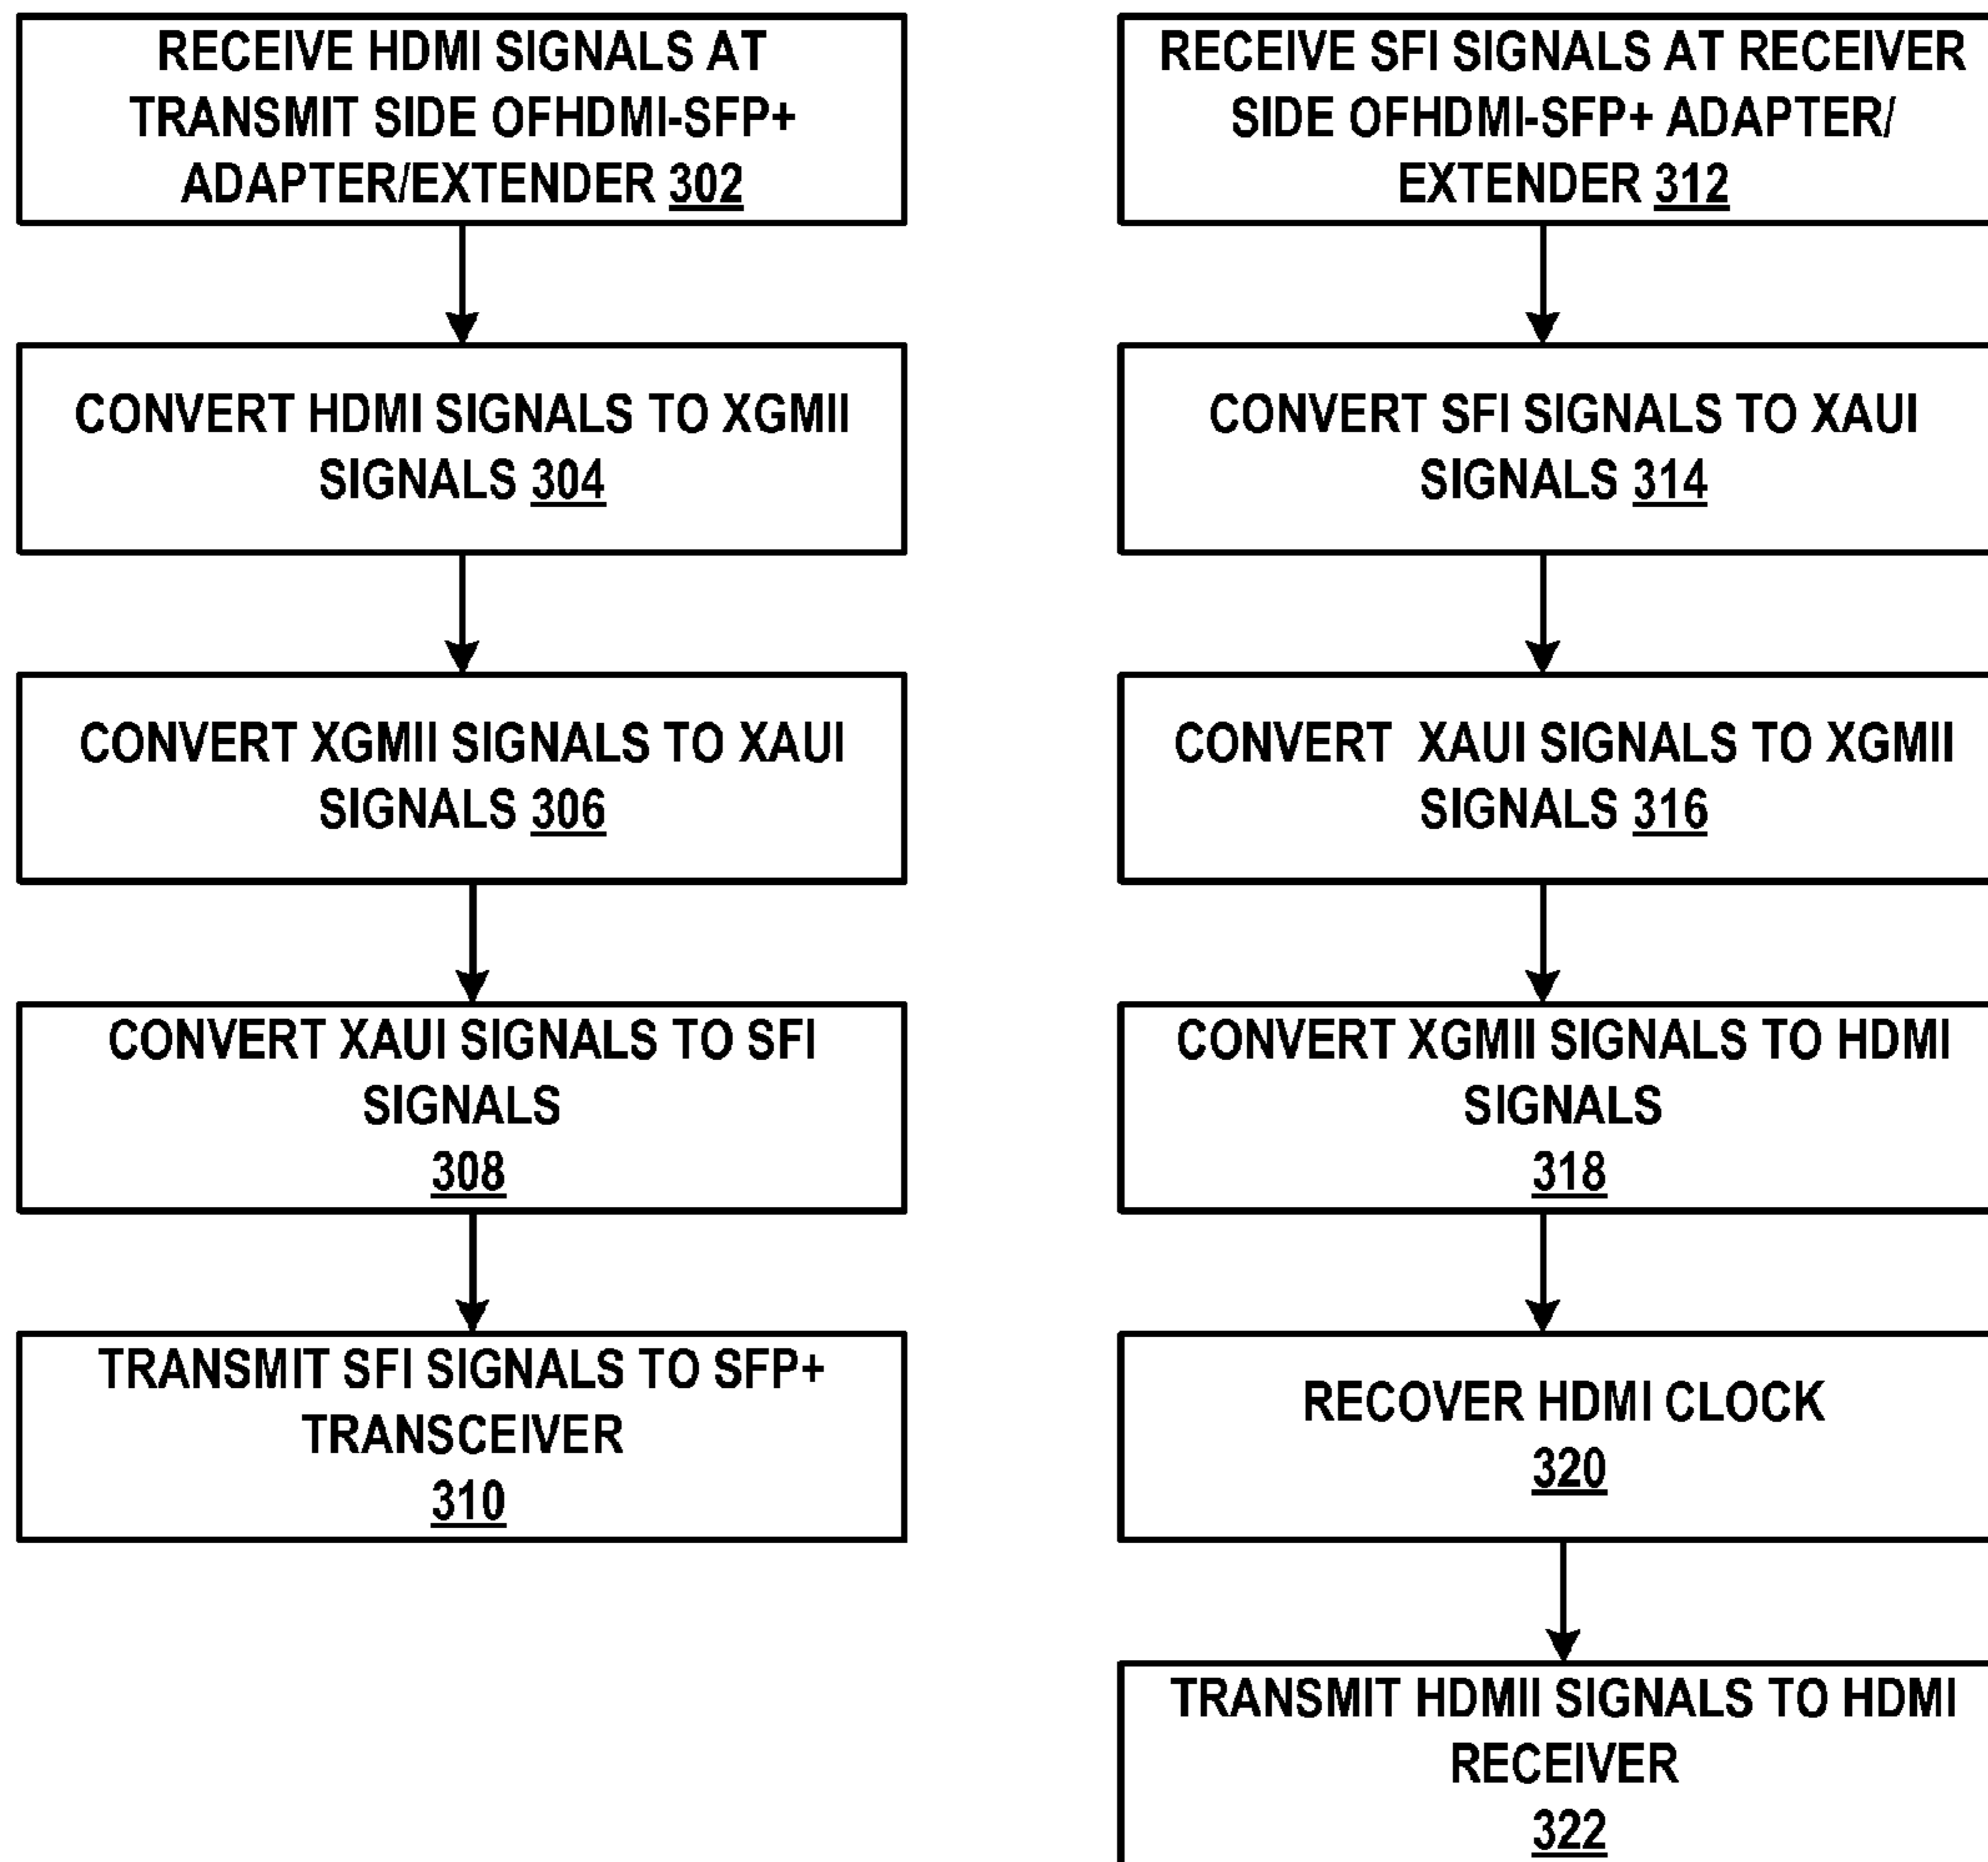 RECEIVE HDMI SIGNALS AT
TRANSMIT SIDE OFHDMI-SFP+
ADAPTER/EXTENDER 302
CONVERT HDMI SIGNALS TO XGMII
SIGNALS 304
CONVERT XGMII SIGNALS TO XAUI
SIGNALS 306
CONVERT XAUI SIGNALS TO SFI
SIGNALS
308
TRANSMIT SFI SIGNALS TO SFP+
TRANSCEIVER
310
RECEIVE SFI SIGNALS AT RECEIVER
SIDE OFHDMI-SFP+ ADAPTER/
EXTENDER 312
CONVERT SFI SIGNALS TO XAUI
SIGNALS 314
CONVERT XAUI SIGNALS TO XGMII
SIGNALS 316
CONVERT XGMII SIGNALS TO HDMI
SIGNALS
318
RECOVER HDMI CLOCK
320
TRANSMIT HDMII SIGNALS TO HDMI
RECEIVER
322